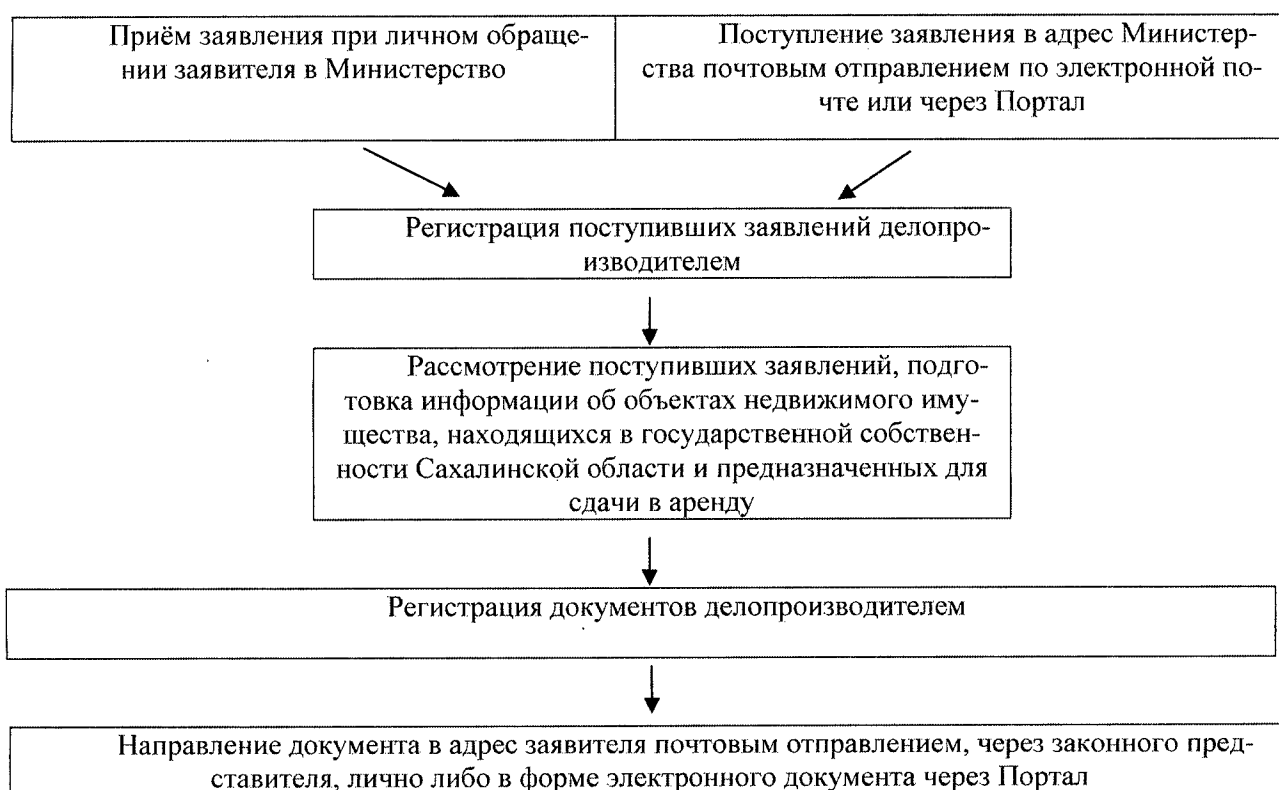 Приём заявления при личном обраще-
нии заявителя в Министерство
Поступление заявления в адрес Министер-
ства почтовым отправлением по электронной по-
чте или через Портал
Регистрация поступивших заявлений делопро-
изводителем
Рассмотрение поступивших заявлений, подго-
товка информации об объектах недвижимого иму-
щества, находящихся в государственной собствен-
ности Сахалинской области и предназначенных для
сдачи в аренду
Регистрация документов делопроизводителем
Направление документа в адрес заявителя почтовым отправлением, через законного пред-
ставителя, лично либо в форме электронного документа через Портал